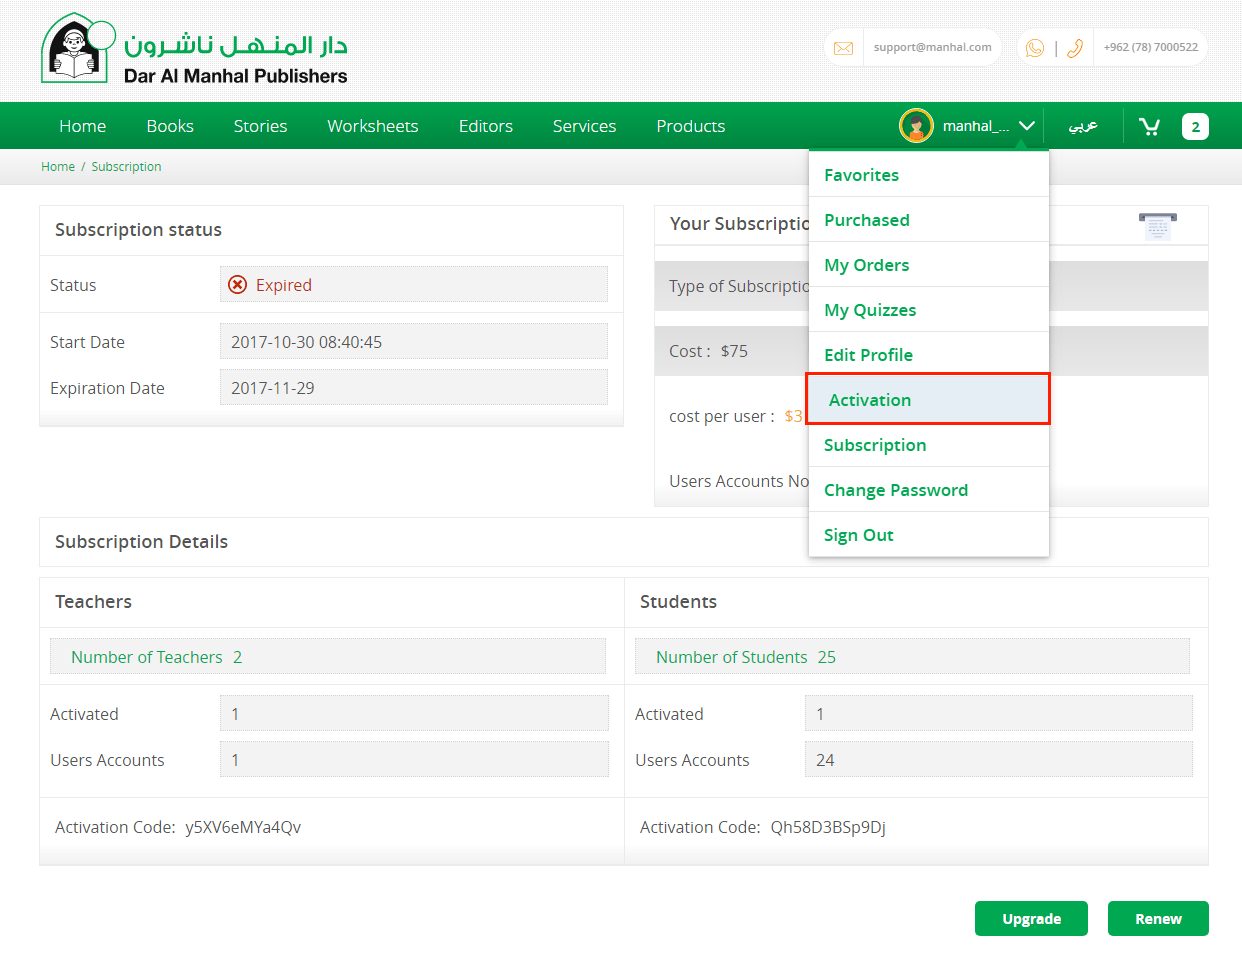 دار المنهل ناشرون
Dar Al Manhal Publishers
support@manhal.com
| +962 (78) 7000522
Home Books Stories Worksheets Editors Services Products manhal_... عربي 2
Home / Subscription
Subscription status
Status Expired
Start Date 2017-10-30 08:40:45
Expiration Date 2017-11-29
Your Subscriptio
Type of Subscriptio
Cost : $75
cost per user : $3
Users Accounts No
Favorites
Purchased
My Orders
My Quizzes
Edit Profile
Activation
Subscription
Change Password
Sign Out
Subscription Details
Teachers
Number of Teachers 2
Activated 1
Users Accounts 1
Activation Code: y5XV6eMYa4Qv
Students
Number of Students 25
Activated 1
Users Accounts 24
Activation Code: Qh58D3BSp9Dj
Upgrade Renew